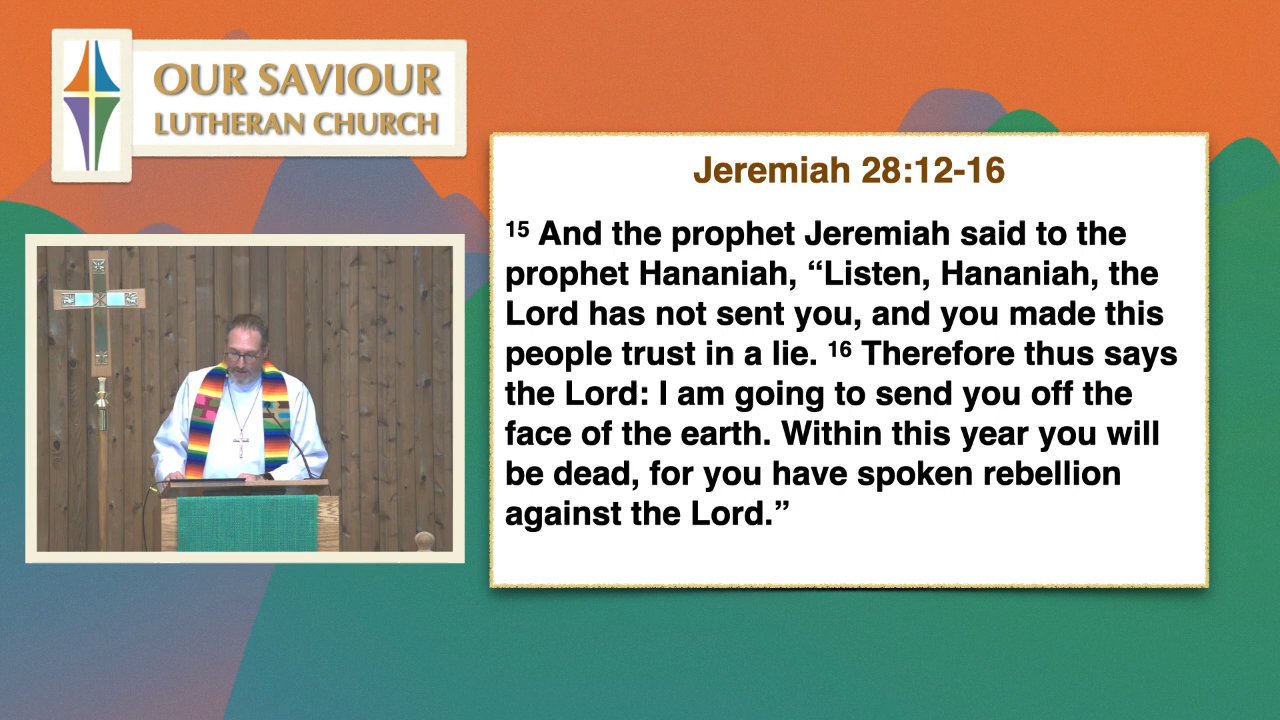 OUR SAVIOUR
LUTHERAN CHURCH
Jeremiah 28:12-16
15 And the prophet Jeremiah said to the
prophet Hananiah, “Listen, Hananiah, the
Lord has not sent you, and you made this
people trust in a lie. 16 Therefore thus says
the Lord: I am going to send you off the
face of the earth. Within this year you will
be dead, for you have spoken rebellion
against the Lord.”